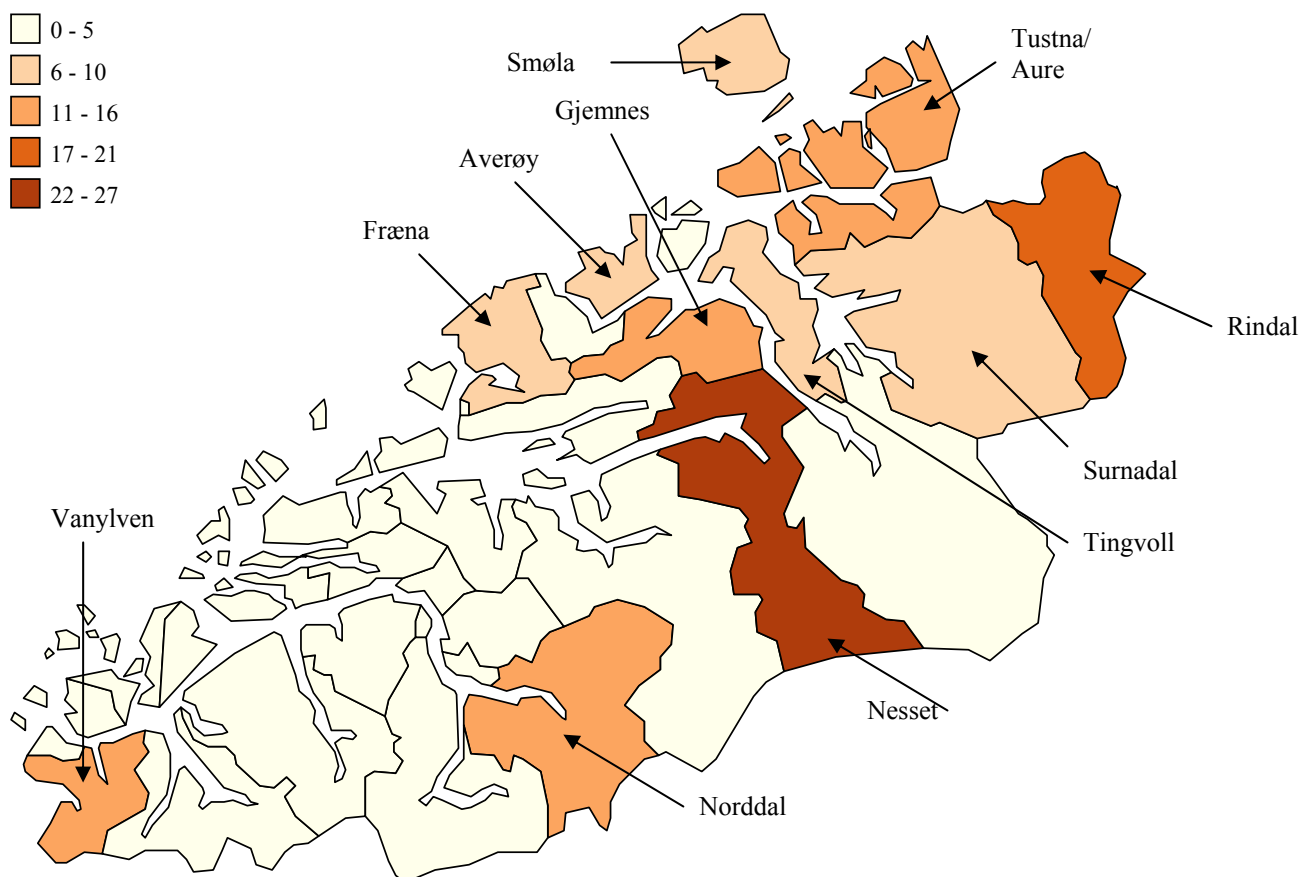 0 - 5
6 - 10
11 - 16
17 - 21
22 - 27
Tustna/
Aure
Smøla
Gjemnes
Averøy
Fræna
Rindal
Surnadal
Vanylven
Tingvoll
Nesset
Norddal